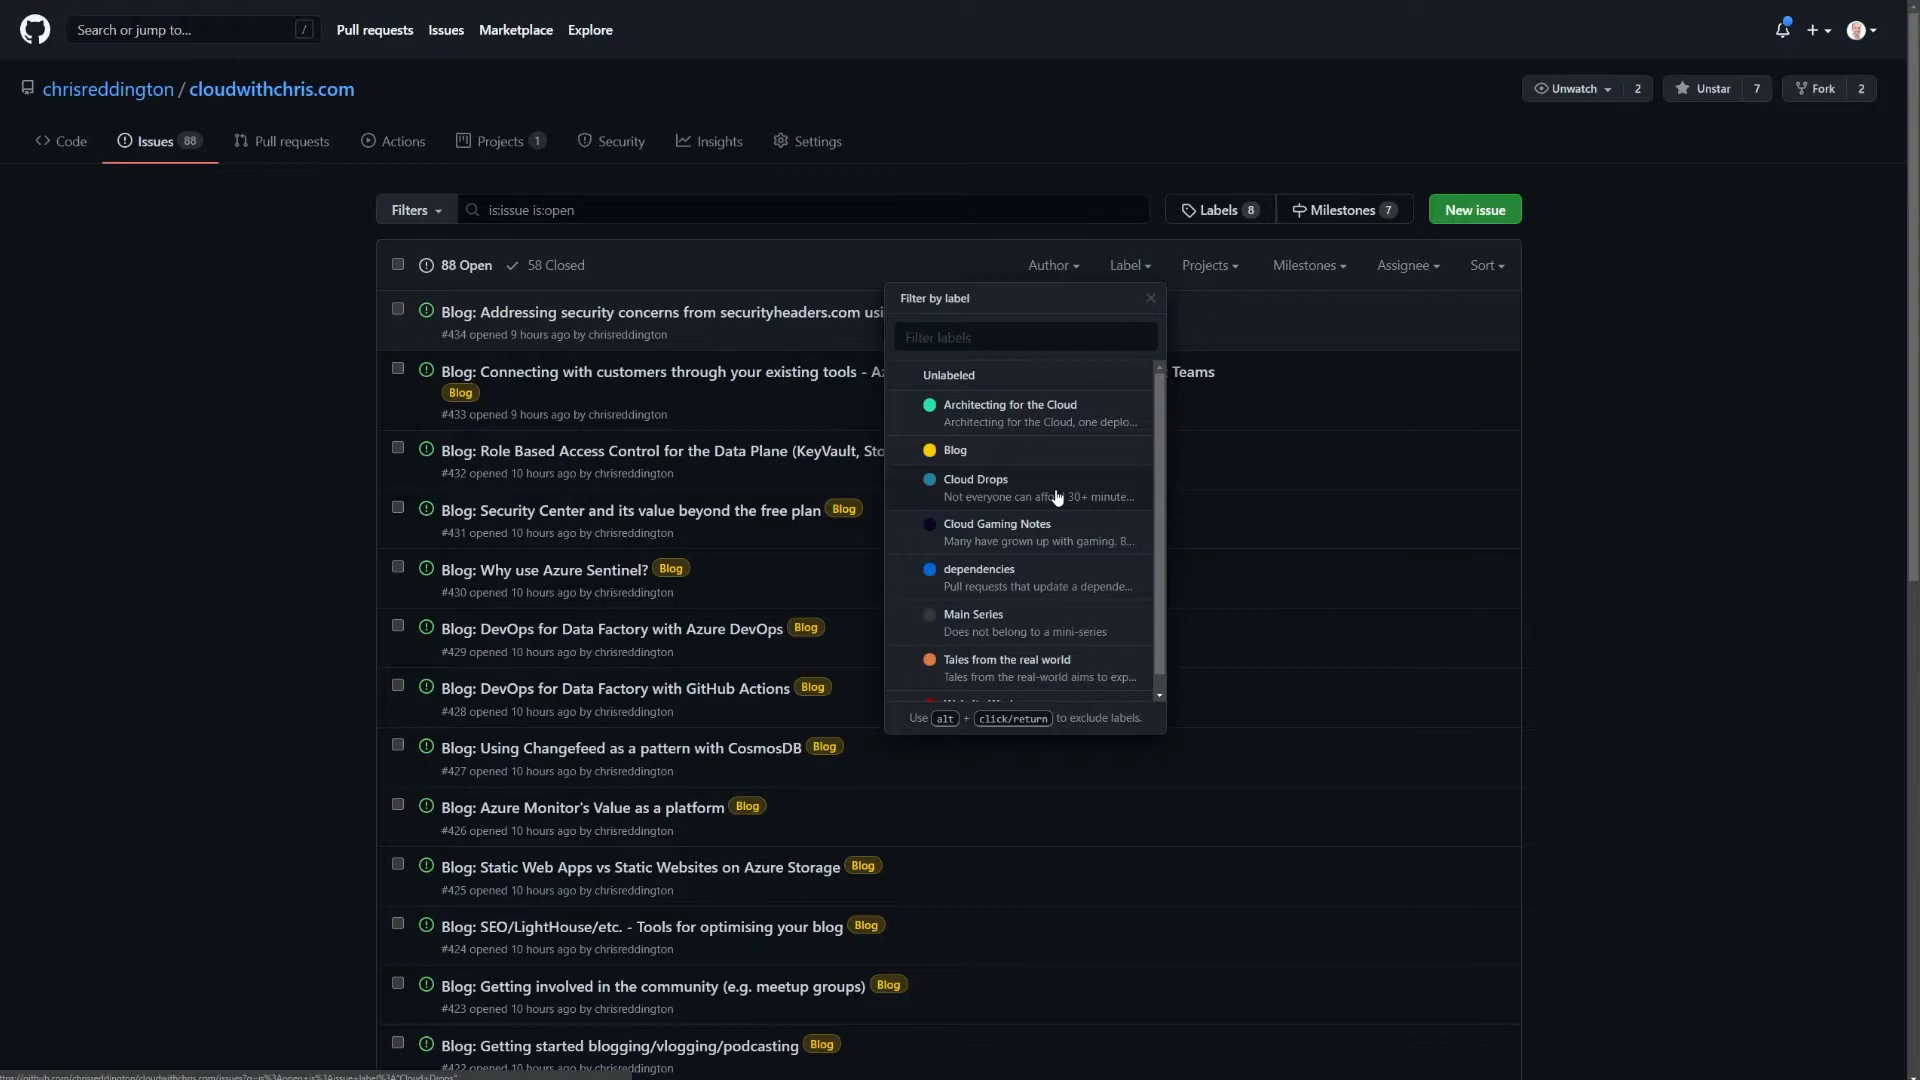 Search or jump to... /
Pull requests Issues Marketplace Explore
chrisreddington / cloudwithchris.com
Unwatch 2 Unstar 7 Fork 2
Code Issues 88 Pull requests Actions Projects 1 Security Insights Settings
Filters is:issue is:open Labels 8 Milestones 7 New issue
88 Open 58 Closed Author Label Projects Milestones Assignee Sort
Filter by label
Filter labels
Unlabeled
Architecting for the Cloud
Architecting for the Cloud, one deplo...
Blog
Cloud Drops
Not everyone can 30+ minute...
Cloud Gaming Notes
Many have grown up with gaming. B...
dependencies
Pull requests that update a depende...
Main Series
Does not belong to a mini-series
Tales from the real world
Tales from the real-world aims to exp...
Use alt + click/return to exclude labels.
Blog: Addressing security concerns from securityheaders.com usi
#434 opened 9 hours ago by chrisreddington
Blog: Connecting with customers through your existing tools - Az Teams
Blog
#433 opened 9 hours ago by chrisreddington
Blog: Role Based Access Control for the Data Plane (KeyVault, Sto
#432 opened 10 hours ago by chrisreddington
Blog: Security Center and its value beyond the free plan Blog
#431 opened 10 hours ago by chrisreddington
Blog: Why use Azure Sentinel? Blog
#430 opened 10 hours ago by chrisreddington
Blog: DevOps for Data Factory with Azure DevOps Blog
#429 opened 10 hours ago by chrisreddington
Blog: DevOps for Data Factory with GitHub Actions Blog
#428 opened 10 hours ago by chrisreddington
Blog: Using Changefeed as a pattern with CosmosDB Blog
#427 opened 10 hours ago by chrisreddington
Blog: Azure Monitor's Value as a platform Blog
#426 opened 10 hours ago by chrisreddington
Blog: Static Web Apps vs Static Websites on Azure Storage Blog
#425 opened 10 hours ago by chrisreddington
Blog: SEO/LightHouse/etc. - Tools for optimising your blog Blog
#424 opened 10 hours ago by chrisreddington
Blog: Getting involved in the community (e.g. meetup groups) Blog
#423 opened 10 hours ago by chrisreddington
Blog: Getting started blogging/vlogging/podcasting Blog
#422 opened 10 hours ago by chrisreddington